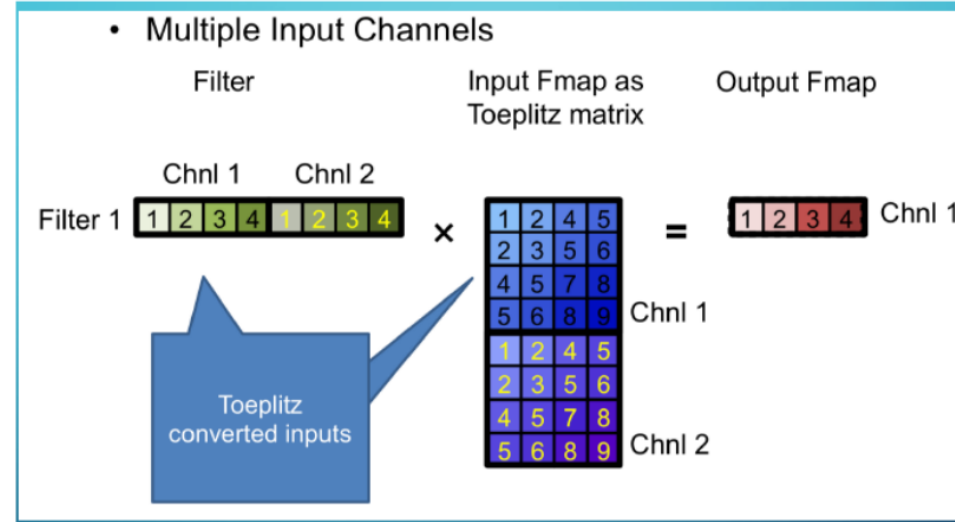 • Multiple Input Channels
Filter
Input Fmap as
Toeplitz matrix
Output Fmap
Chnl 1 Chnl 2
Filter 1 1 2 3 4 1 2 3 4 × 1 2 4 5 = 1 2 3 4 Chnl 1
2 3 5 6
4 5 7 8
5 6 8 9 Chnl 1
1 2 4 5
2 3 5 6
4 5 7 8
5 6 8 9 Chnl 2
Toeplitz
converted inputs